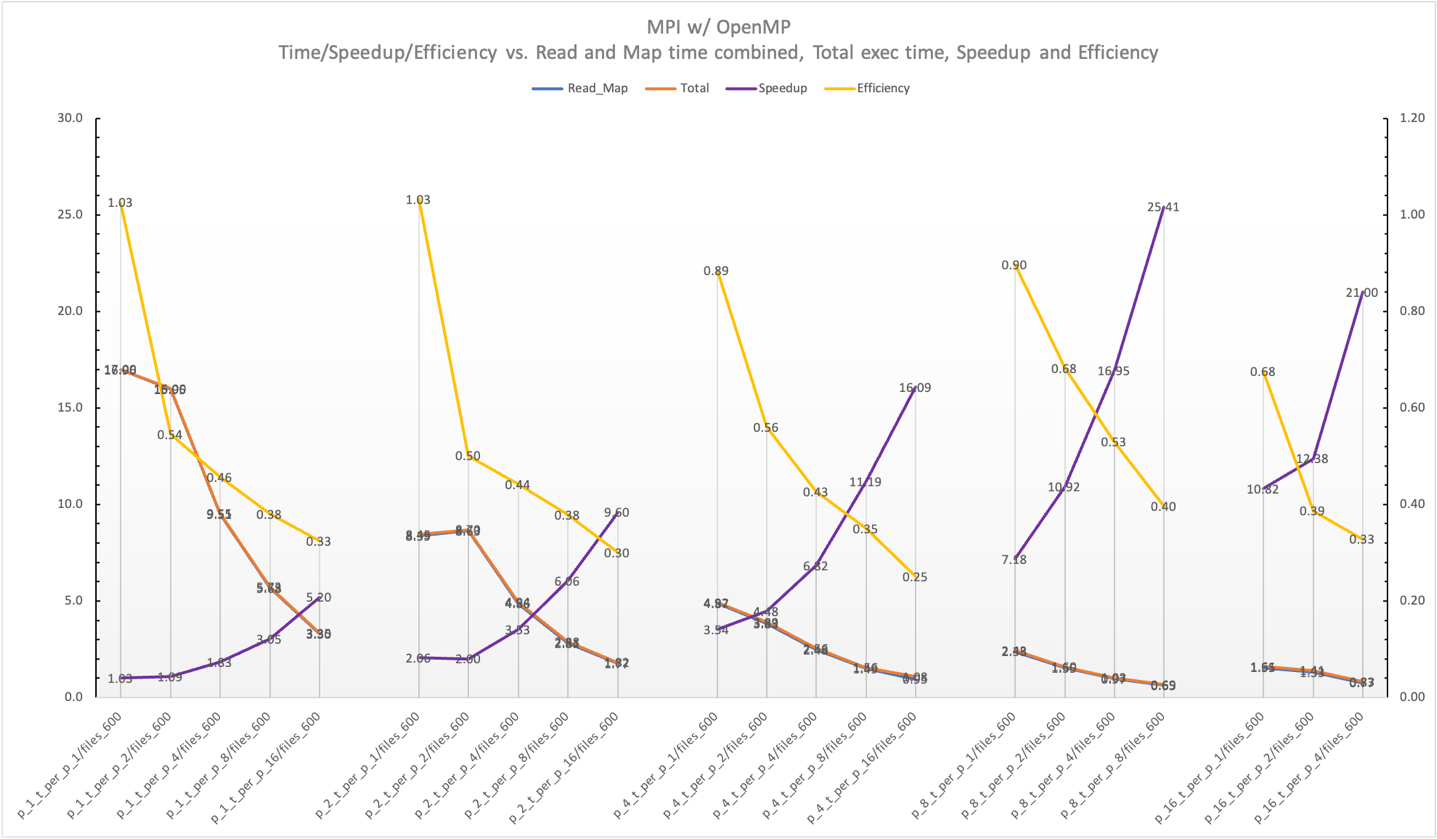 MPI w/ OpenMP
Time/Speedup/Efficiency vs. Read and Map time combined, Total exec time, Speedup and Efficiency
Read_Map Total Speedup Efficiency
30.0 1.20
25.0 1.00
20.0 0.80
15.0 0.60
10.0 0.40
5.0 0.20
0.0 0.00
1.03 0.54 0.46 0.38 0.33
1.03 1.09 1.83 3.05 5.20
1.03 0.50 0.44 0.38 0.30
2.06 2.00 3.53 6.06 9.60
0.89 0.56 0.43 0.35 0.25
3.54 4.48 6.82 11.19 16.09
0.90 0.68 0.53 0.40
7.18 10.92 16.95 25.41
0.68 0.39 0.33
10.82 12.38 21.00
p_1_t_per_p_1/files_600
p_1_t_per_p_2/files_600
p_1_t_per_p_4/files_600
p_1_t_per_p_8/files_600
p_1_t_per_p_16/files_600
p_2_t_per_p_1/files_600
p_2_t_per_p_2/files_600
p_2_t_per_p_4/files_600
p_2_t_per_p_8/files_600
p_2_t_per_p_16/files_600
p_4_t_per_p_1/files_600
p_4_t_per_p_2/files_600
p_4_t_per_p_4/files_600
p_4_t_per_p_8/files_600
p_4_t_per_p_16/files_600
p_8_t_per_p_1/files_600
p_8_t_per_p_2/files_600
p_8_t_per_p_4/files_600
p_8_t_per_p_8/files_600
p_16_t_per_p_1/files_600
p_16_t_per_p_2/files_600
p_16_t_per_p_4/files_600